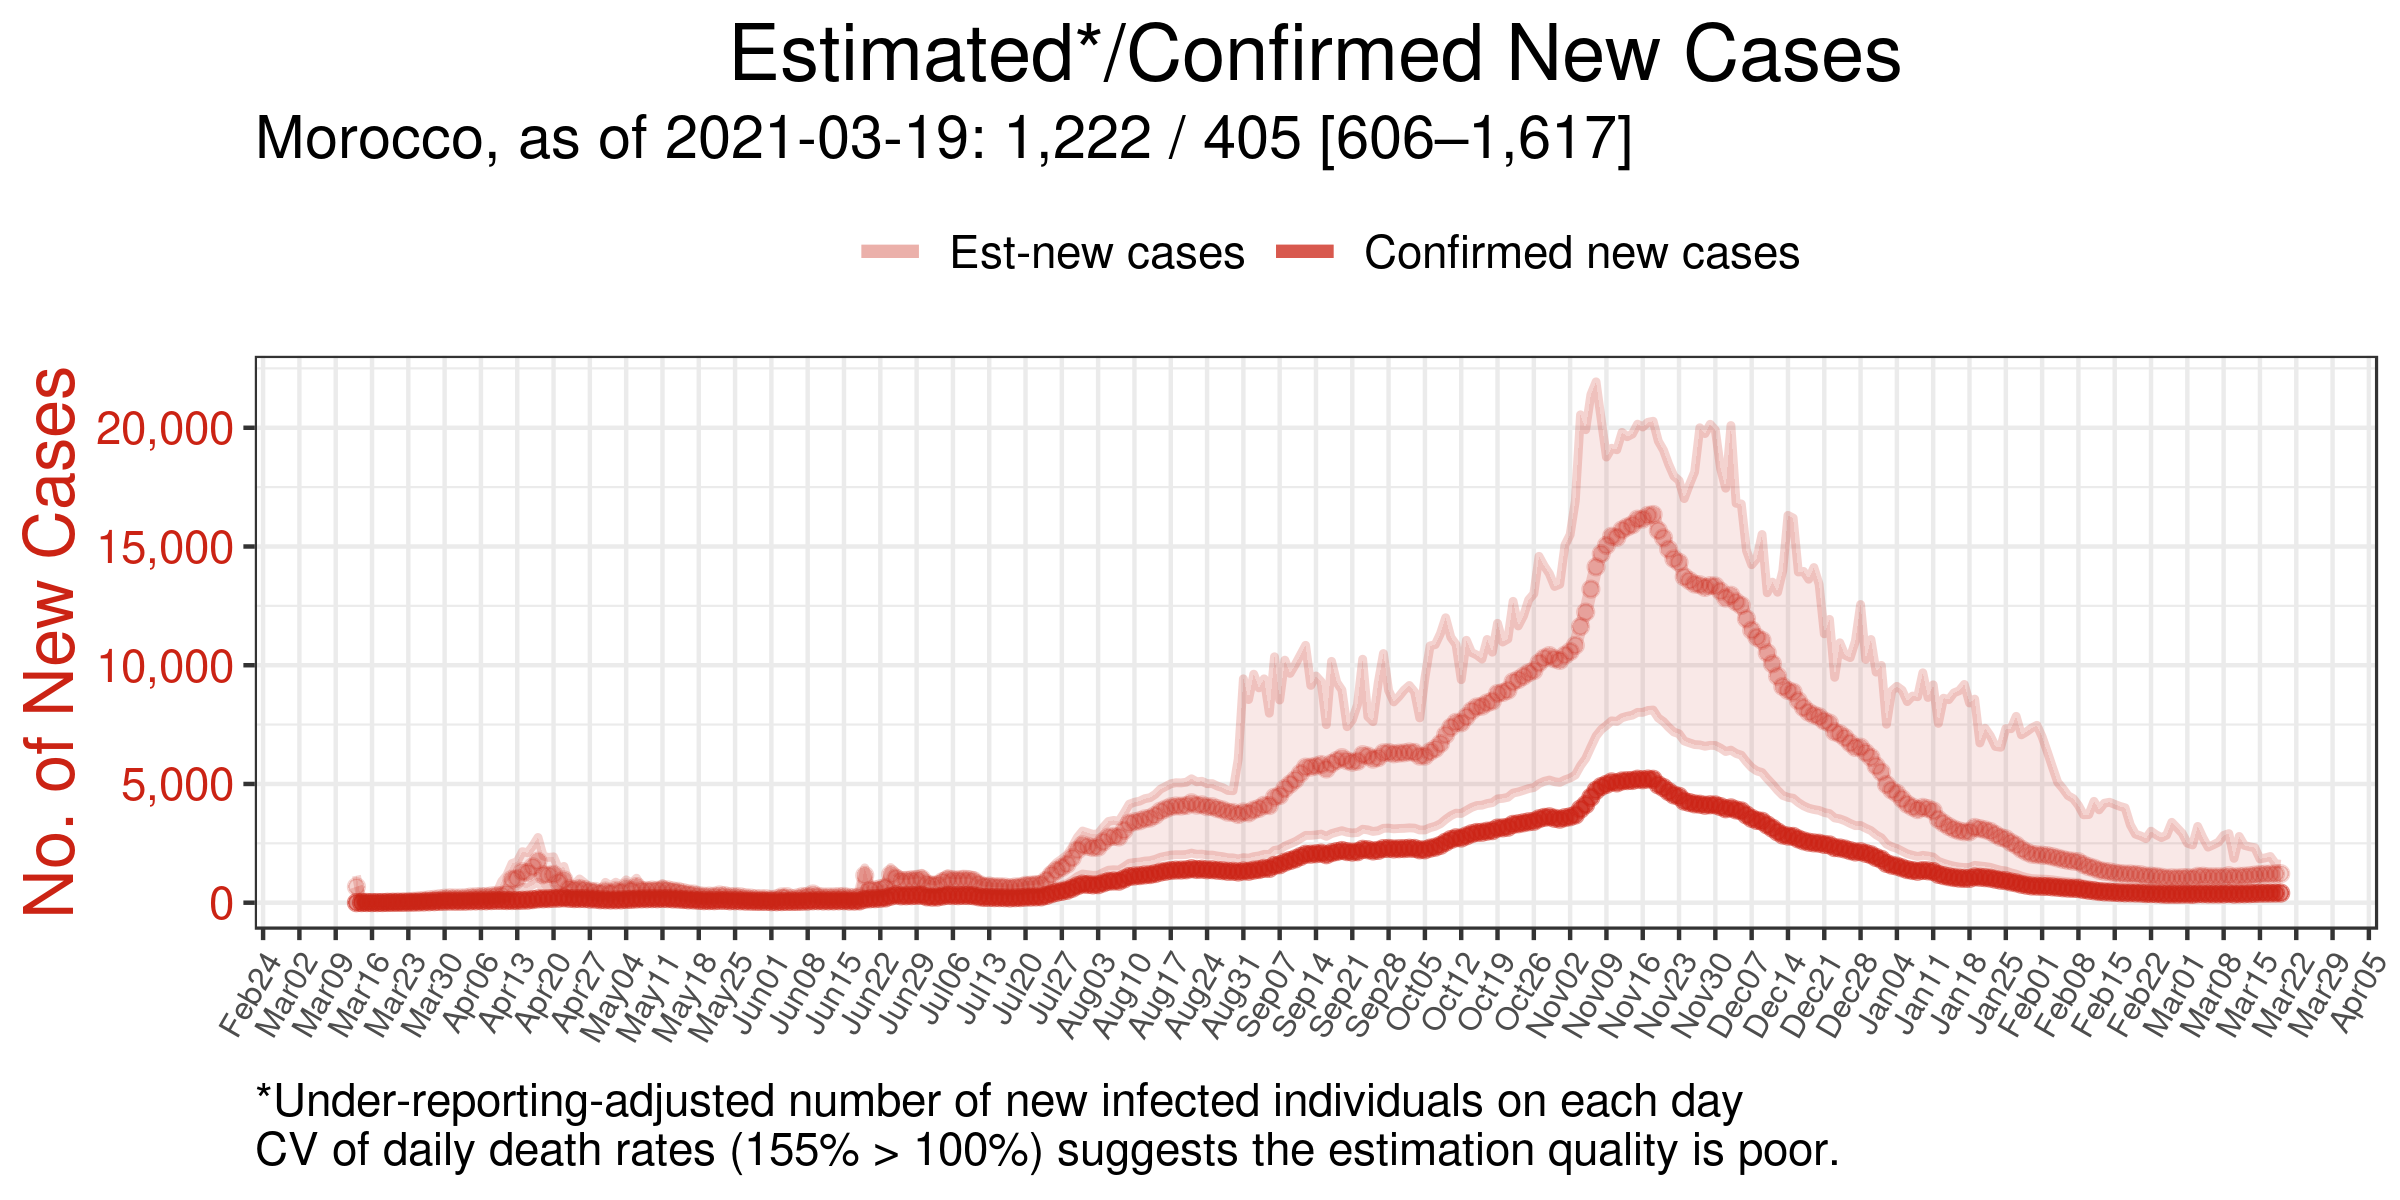 Estimated*/Confirmed New Cases
Morocco, as of 2021-03-19: 1,222 / 405 [606–1,617]
Est-new cases Confirmed new cases
No. of New Cases
20,000
15,000
10,000
5,000
0
Feb24 Mar02 Mar09 Mar16 Mar23 Mar30 Apr06 Apr13 Apr20 Apr27 May04 May11 May18 May25 Jun01 Jun08 Jun15 Jun22 Jun29 Jul06 Jul13 Jul20 Jul27 Aug03 Aug10 Aug17 Aug24 Aug31 Sep07 Sep14 Sep21 Sep28 Oct05 Oct12 Oct19 Oct26 Nov02 Nov09 Nov16 Nov23 Nov30 Dec07 Dec14 Dec21 Dec28 Jan04 Jan11 Jan18 Jan25 Feb01 Feb08 Feb15 Feb22 Mar01 Mar08 Mar15 Mar22 Mar29 Apr05
*Under-reporting-adjusted number of new infected individuals on each day
CV of daily death rates (155% > 100%) suggests the estimation quality is poor.